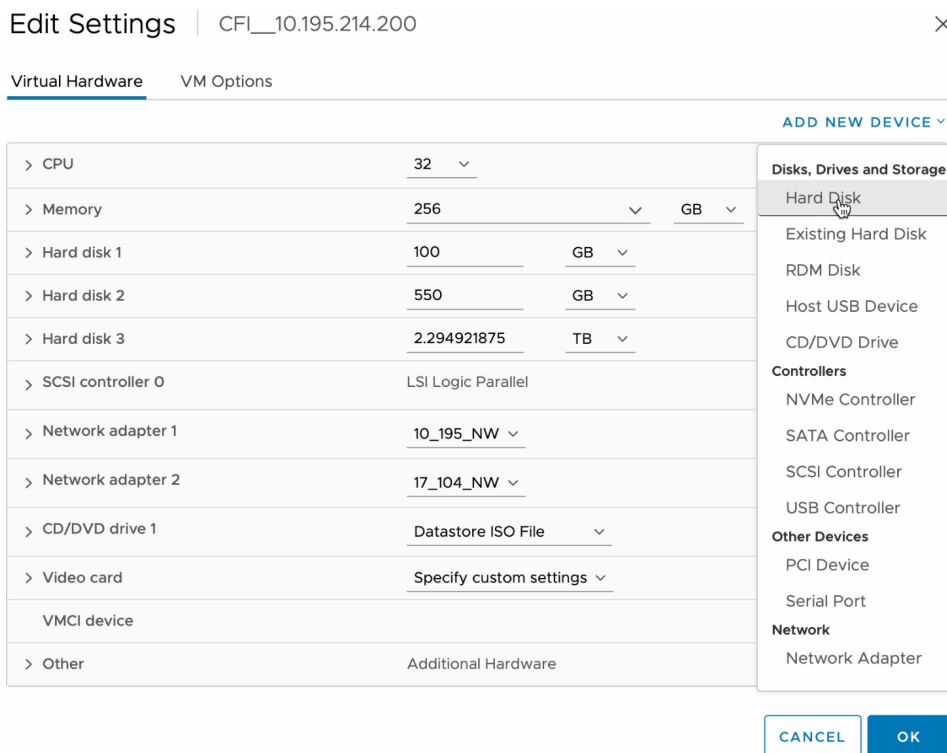 Edit Settings CFI__10.195.214.200
Virtual Hardware VM Options
ADD NEW DEVICE
CPU 32
Memory 256 GB
Hard disk 1 100 GB
Hard disk 2 550 GB
Hard disk 3 2.294921875 TB
SCSI controller 0 LSI Logic Parallel
Network adapter 1 10_195_NW
Network adapter 2 17_104_NW
CD/DVD drive 1 Datastore ISO File
Video card Specify custom settings
VMCI device
Other Additional Hardware
Disks, Drives and Storage
Hard Disk
Existing Hard Disk
RDM Disk
Host USB Device
CD/DVD Drive
Controllers
NVMe Controller
SATA Controller
SCSI Controller
USB Controller
Other Devices
PCI Device
Serial Port
Network
Network Adapter
CANCEL OK